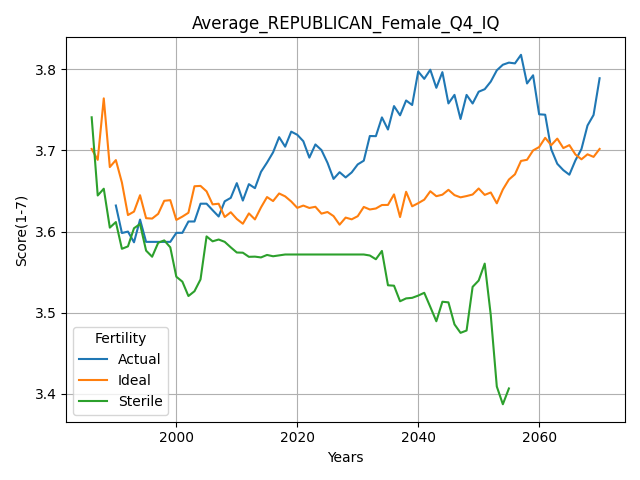 Average_REPUBLICAN_Female_Q4_IQ
Score(1-7)
3.8
3.7
3.6
3.5
3.4
Fertility
Actual
Ideal
Sterile
2000
2020
2040
2060
Years